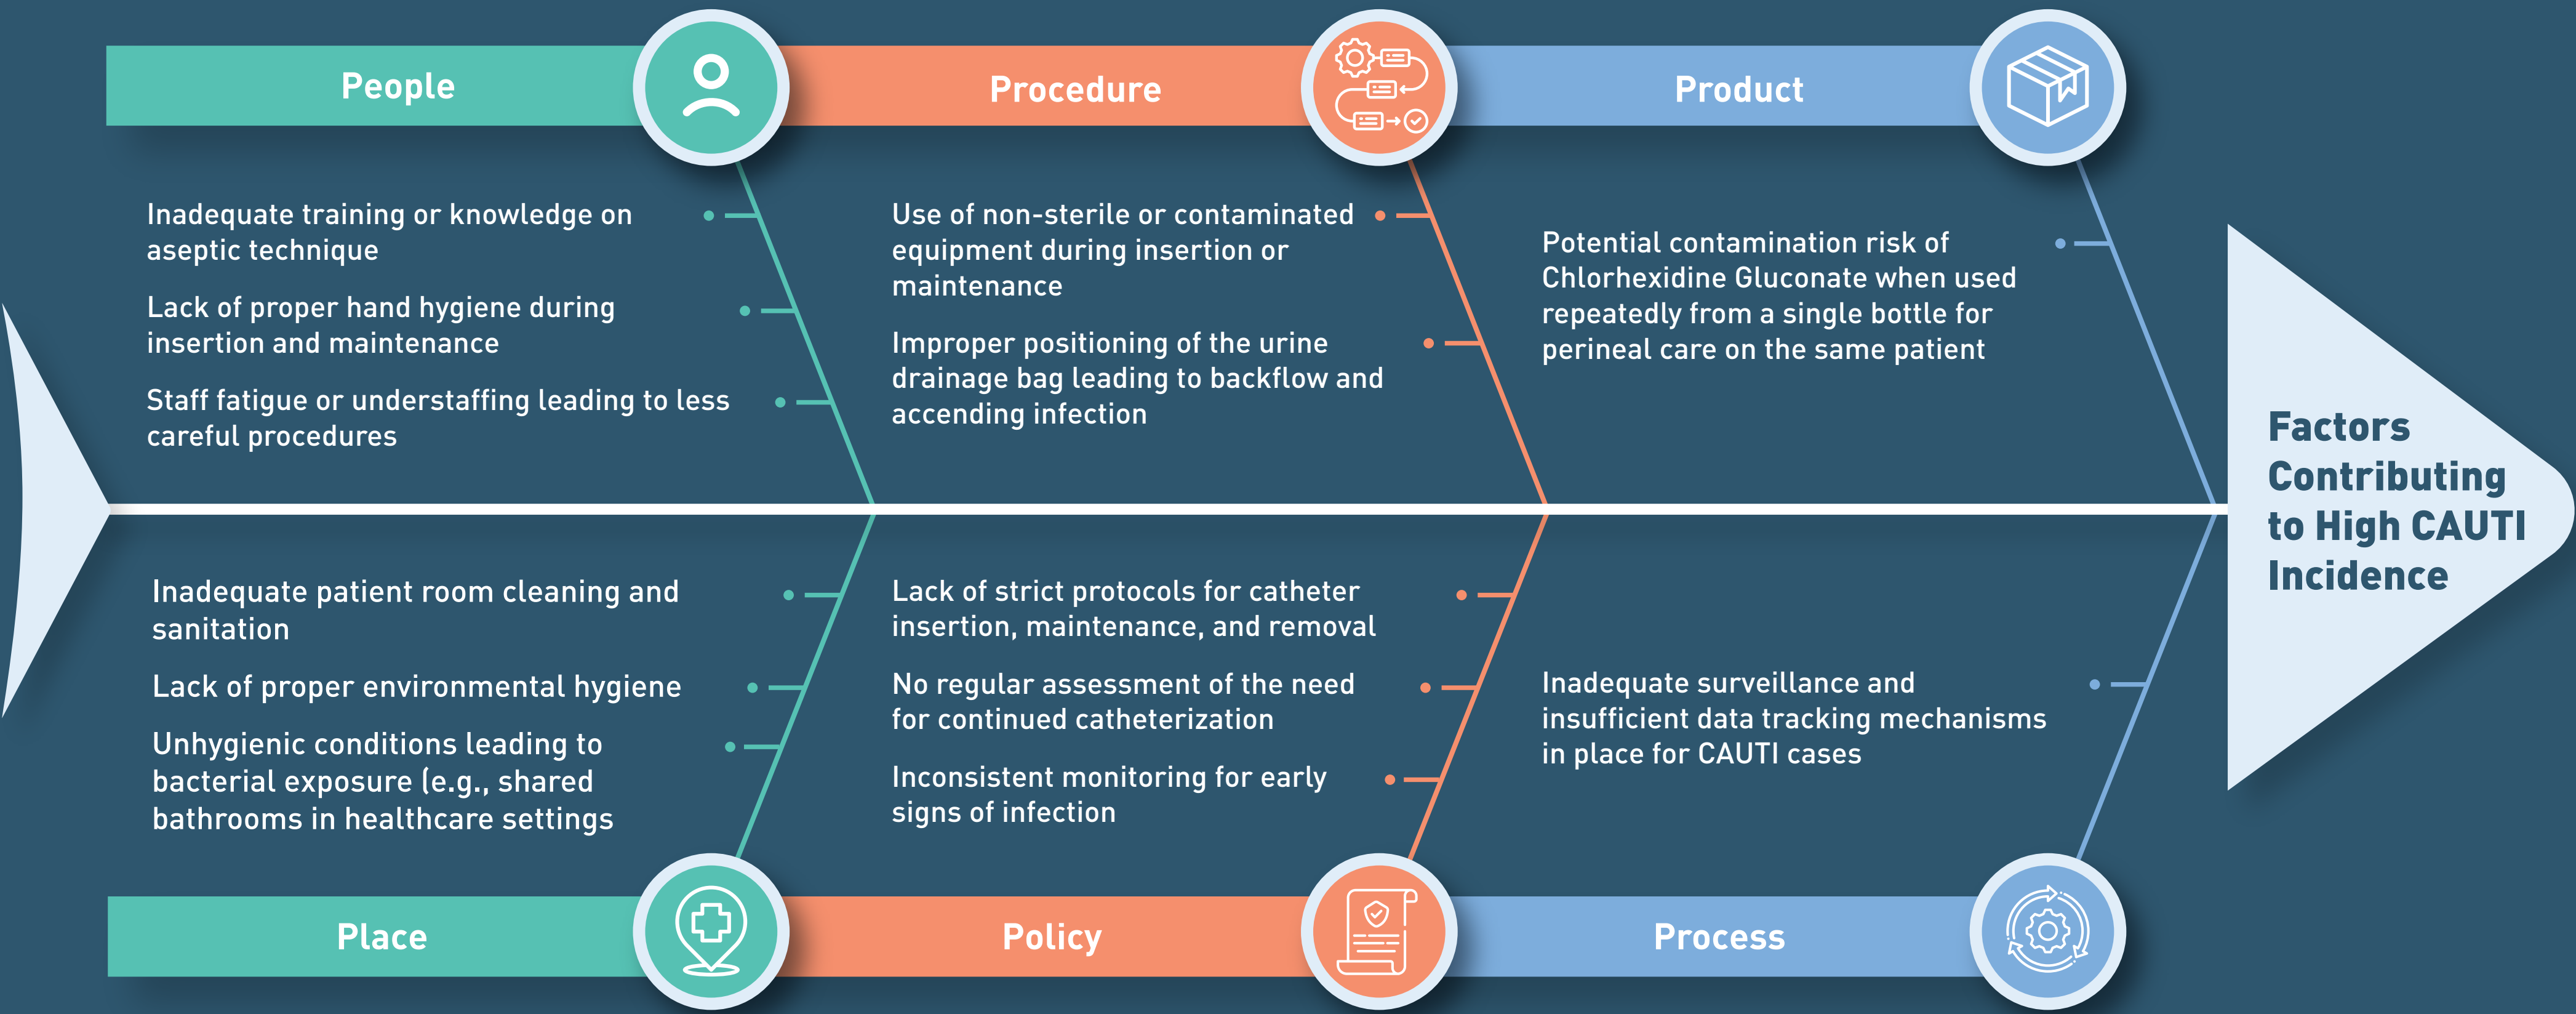 People
Procedure
Product
Inadequate training or knowledge on
aseptic technique
Lack of proper hand hygiene during
insertion and maintenance
Staff fatigue or understaffing leading to less
careful procedures
Use of non-sterile or contaminated
equipment during insertion or
maintenance
Improper positioning of the urine
drainage bag leading to backflow and
accending infection
Potential contamination risk of
Chlorhexidine Gluconate when used
repeatedly from a single bottle for
perineal care on the same patient
Factors
Contributing
to High CAUTI
Incidence
Inadequate patient room cleaning and
sanitation
Lack of proper environmental hygiene
Unhygienic conditions leading to
bacterial exposure (e.g., shared
bathrooms in healthcare settings
Lack of strict protocols for catheter
insertion, maintenance, and removal
No regular assessment of the need
for continued catheterization
Inconsistent monitoring for early
signs of infection
Inadequate surveillance and
insufficient data tracking mechanisms
in place for CAUTI cases
Place
Policy
Process